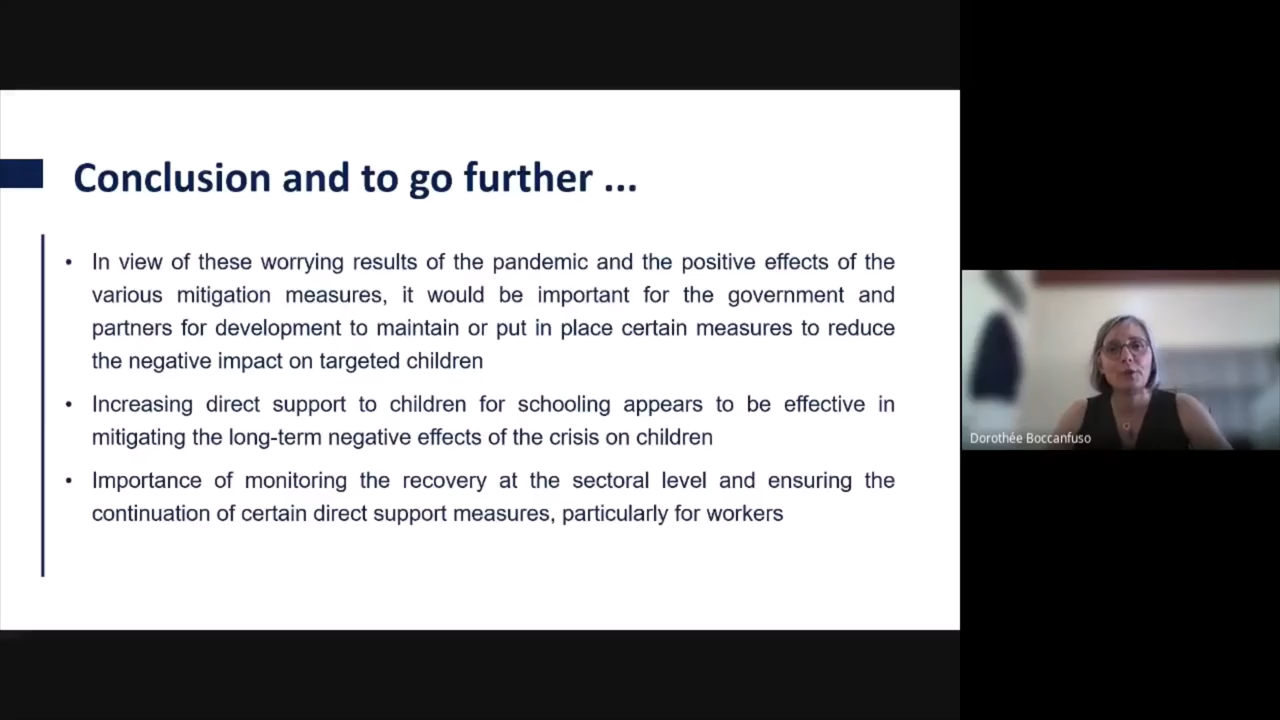 Conclusion and to go further ...
• In view of these worrying results of the pandemic and the positive effects of the
various mitigation measures, it would be important for the government and
partners for development to maintain or put in place certain measures to reduce
the negative impact on targeted children
• Increasing direct support to children for schooling appears to be effective in
mitigating the long-term negative effects of the crisis on children
• Importance of monitoring the recovery at the sectoral level and ensuring the
continuation of certain direct support measures, particularly for workers
Dorothée Boccanfuso